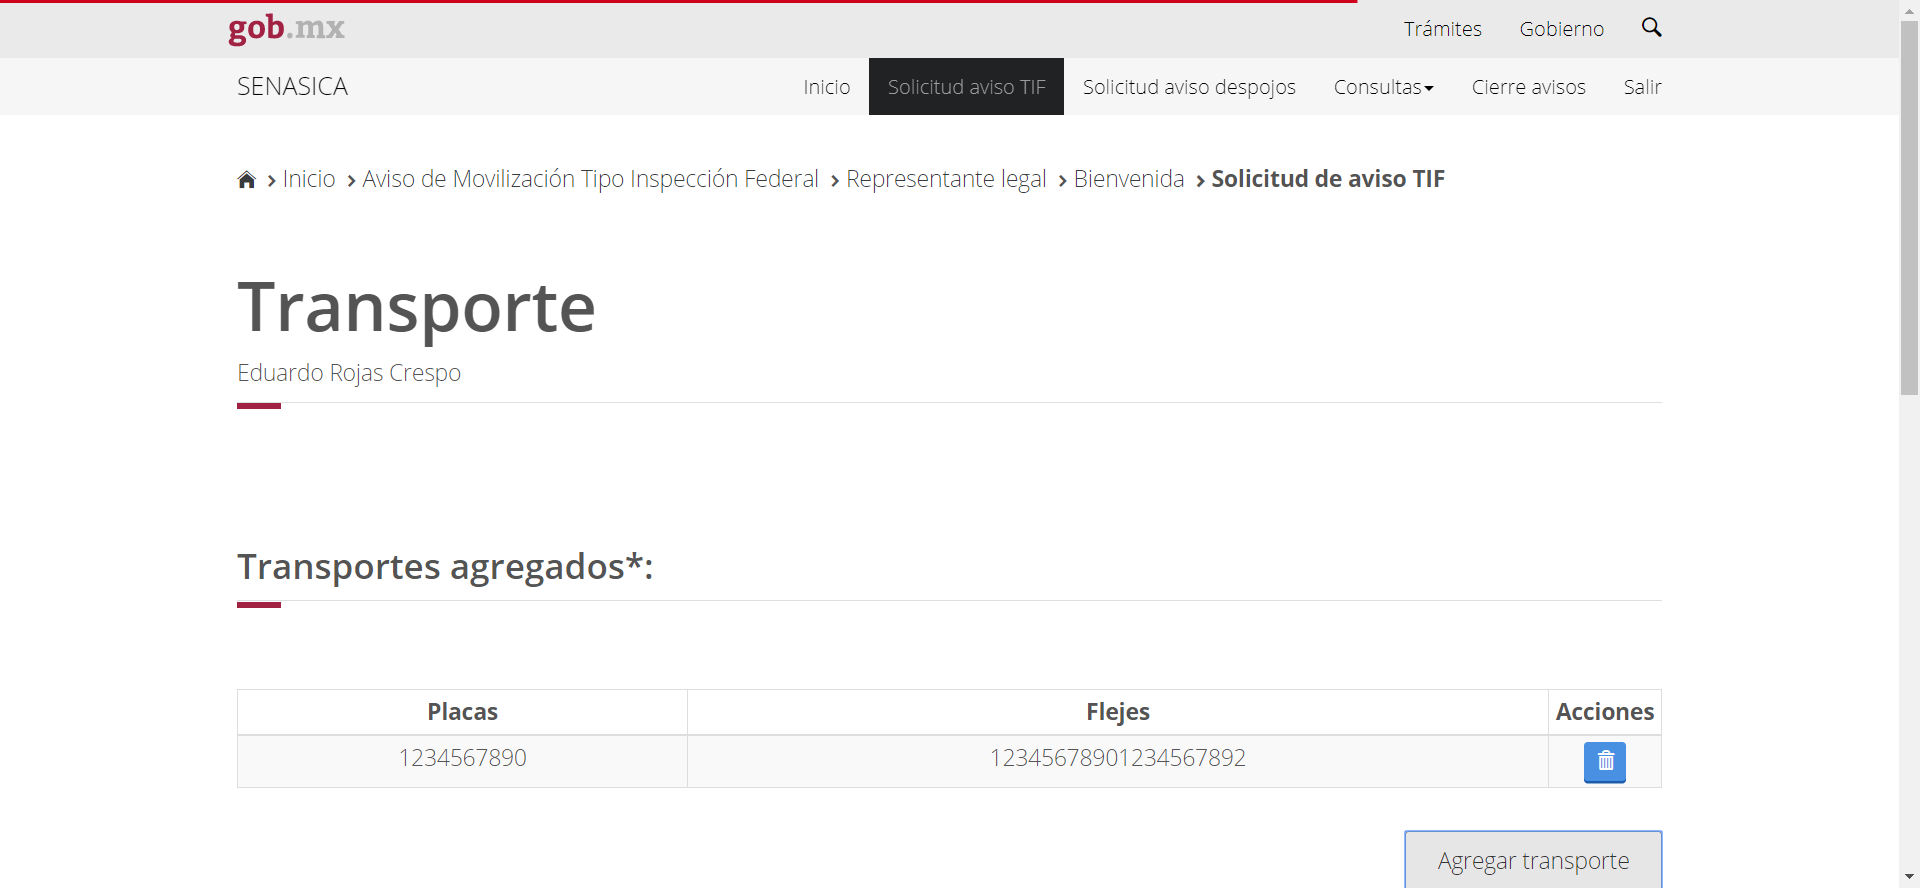 gob.mx
Trámites
Gobierno
SENASICA
Inicio
Solicitud aviso TIF
Solicitud aviso despojos
Consultas
Cierre avisos
Salir
Inicio Aviso de Movilización Tipo Inspección Federal Representante legal Bienvenida Solicitud de aviso TIF
Transporte
Eduardo Rojas Crespo
Transportes agregados*:
Placas Flejes Acciones
1234567890 12345678901234567892
Agregar transporte